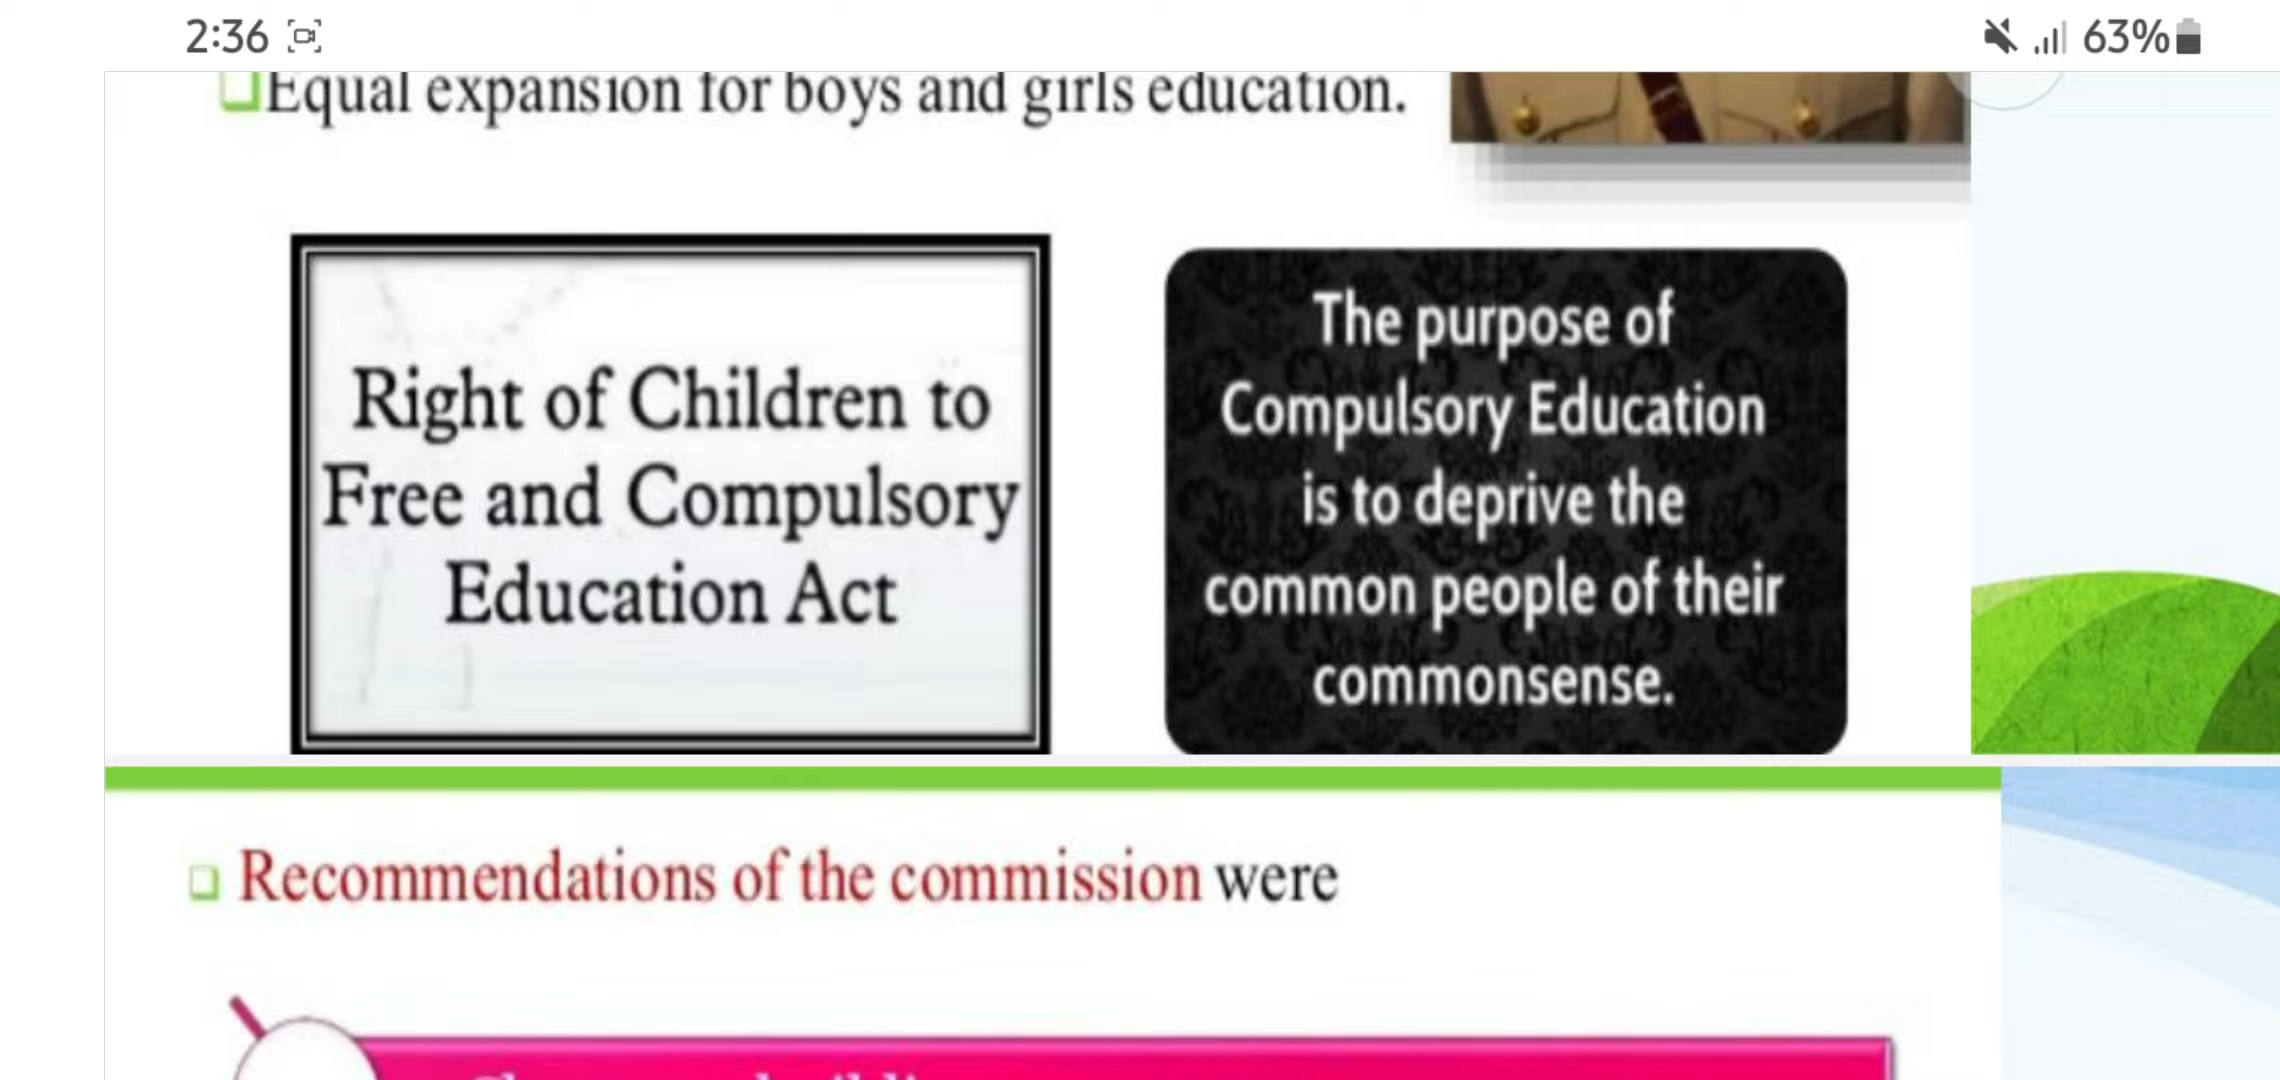 2:36 63%
Equal expansion for boys and girls education.
Right of Children to
Free and Compulsory
Education Act
The purpose of
Compulsory Education
is to deprive the
common people of their
commonsense.
Recommendations of the commission were